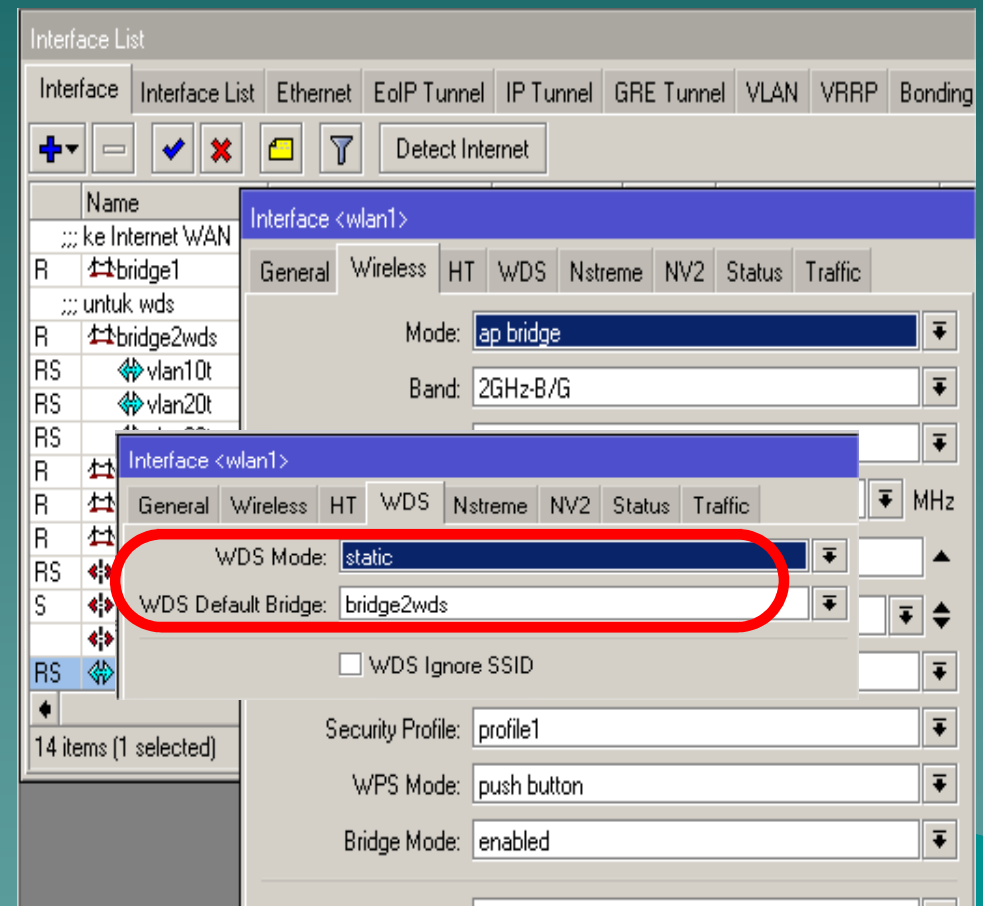 Interface List
Interface Interface List Ethernet EoIP Tunnel IP Tunnel GRE Tunnel VLAN VRRP Bonding
Detect Internet
Name
;;; ke Internet WAN
R bridge1
;;; untuk wds
R bridge2wds
RS vlan10t
RS vlan20t
RS
R
R
R
RS
S
RS
14 items (1 selected)
Interface <wlan1>
General Wireless HT WDS Nstreme NV2 Status Traffic
Mode: ap bridge
Band: 2GHz-B/G
MHz
Interface <wlan1>
General Wireless HT WDS Nstreme NV2 Status Traffic
WDS Mode: static
WDS Default Bridge: bridge2wds
WDS Ignore SSID
Security Profile: profile1
WPS Mode: push button
Bridge Mode: enabled